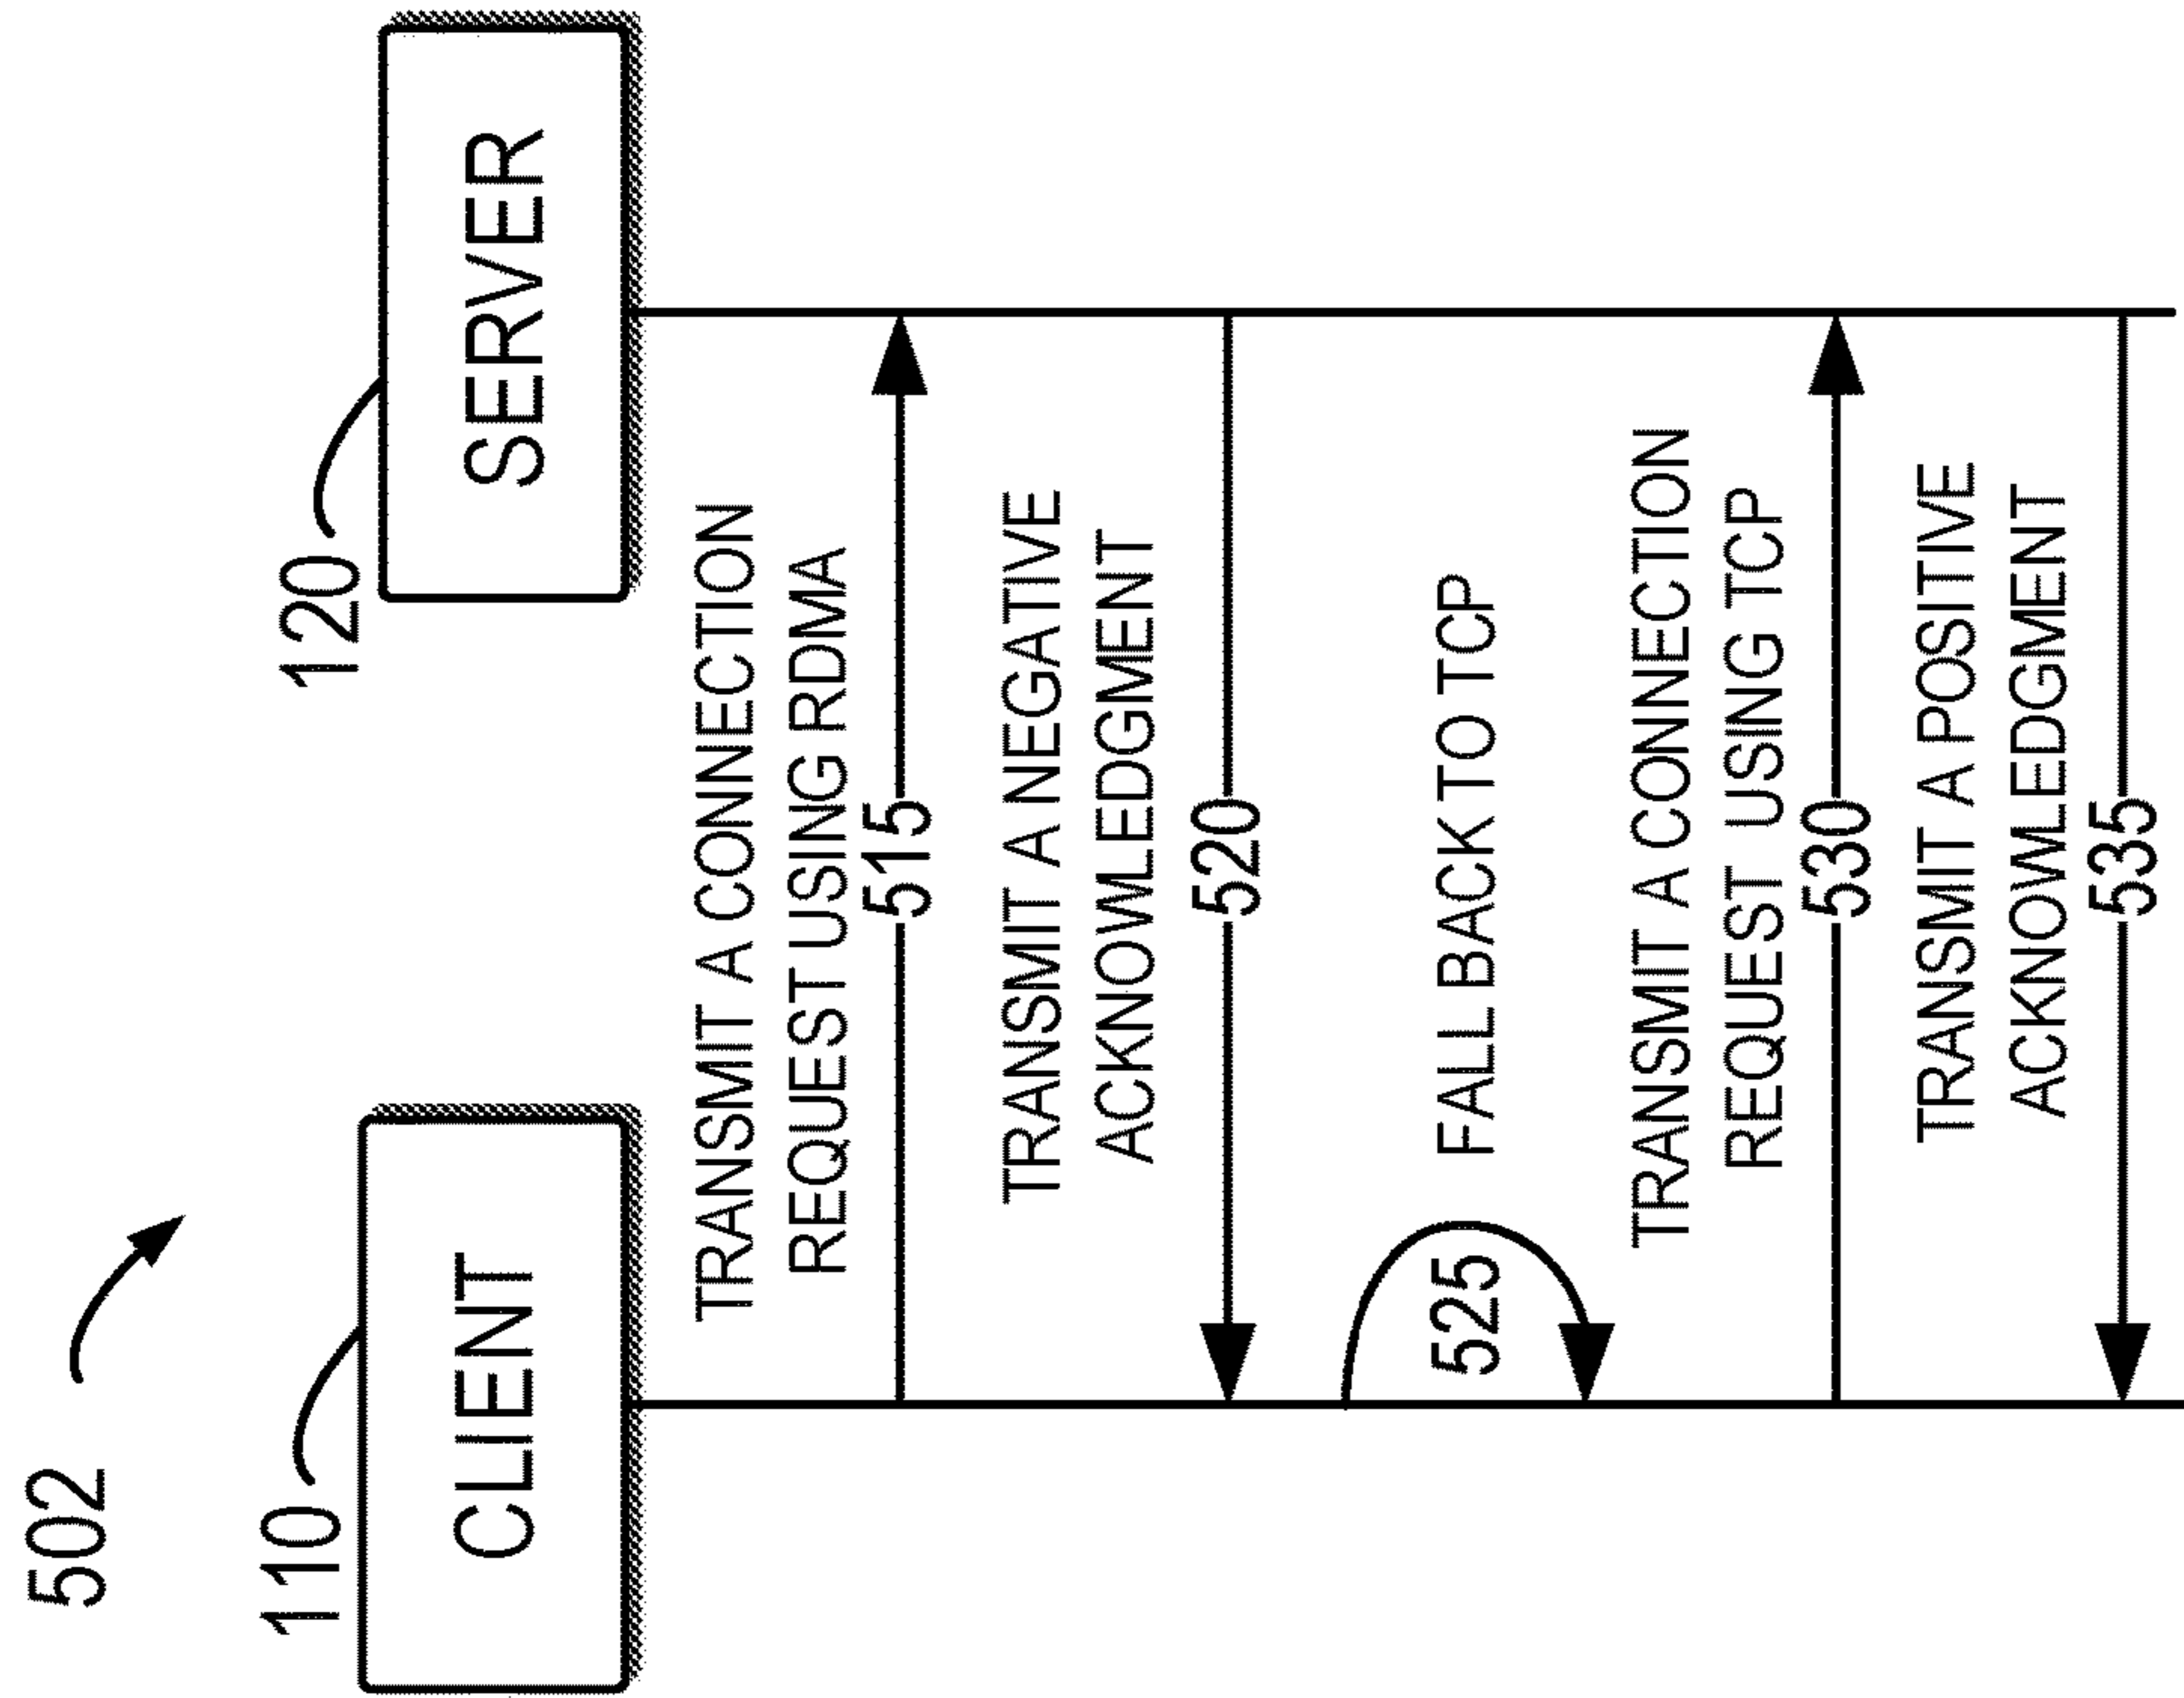 502
110
CLIENT
120
SERVER
TRANSMIT A CONNECTION
REQUEST USING RDMA
515
TRANSMIT A NEGATIVE
ACKNOWLEDGMENT
520
525
FALL BACK TO TCP
TRANSMIT A CONNECTION
REQUEST USING TCP
530
TRANSMIT A POSITIVE
ACKNOWLEDGMENT
535